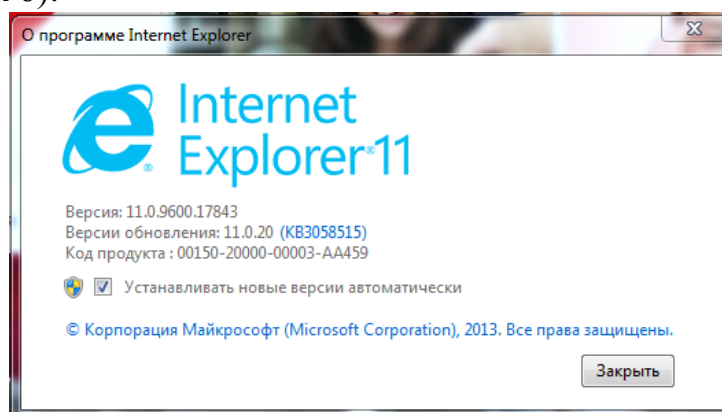 О программе Internet Explorer
Internet
Explorer®11
Версия: 11.0.9600.17843
Версии обновления: 11.0.20 (KB3058515)
Код продукта : 00150-20000-00003-AA459
Устанавливать новые версии автоматически
© Корпорация Майкрософт (Microsoft Corporation), 2013. Все права защищены.
Закрыть